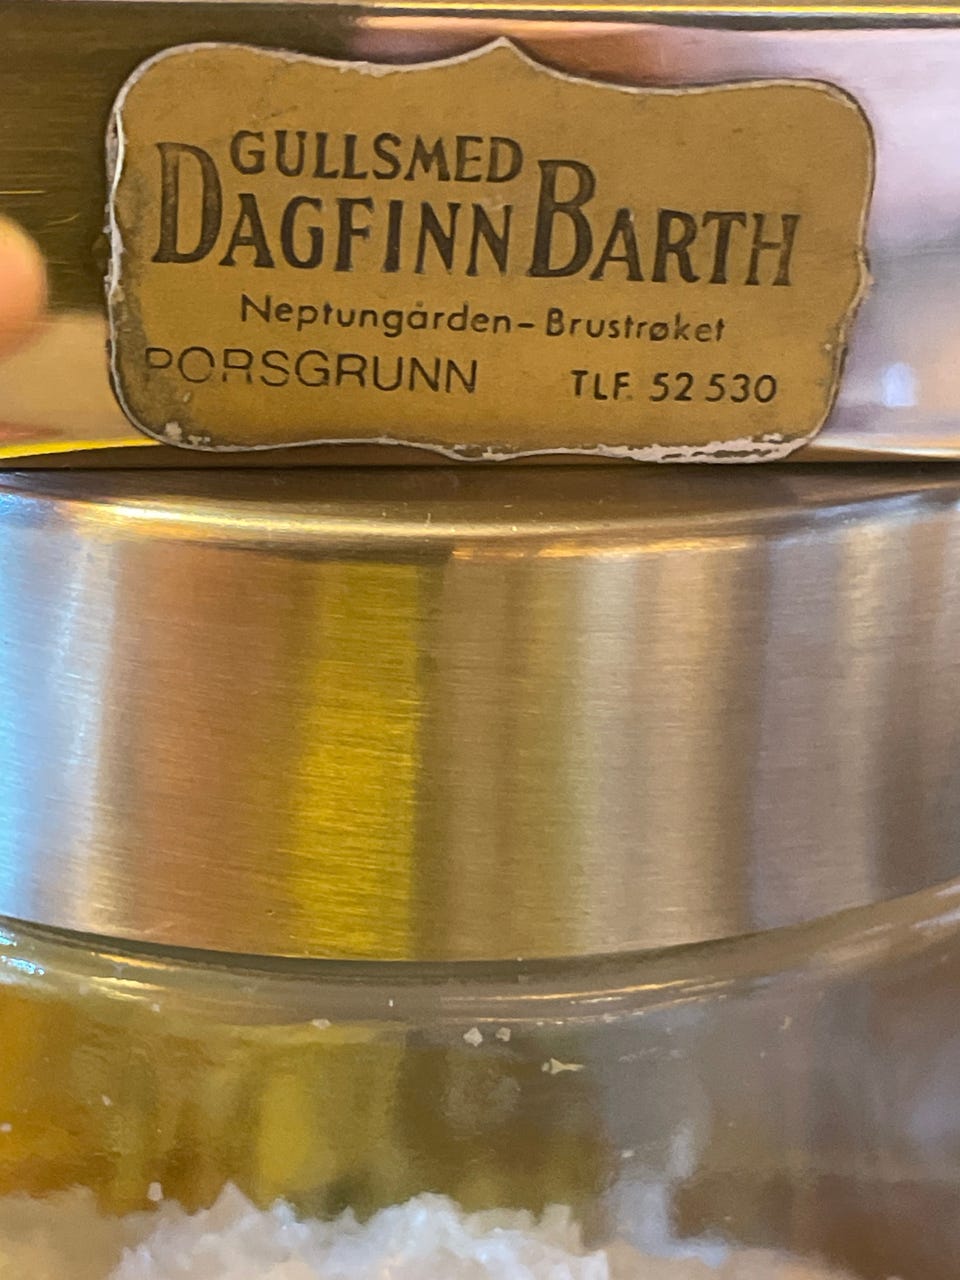 GULLSMED
DAGFINN BARTH
Neptungården - Brustrøket
PORSGRUNN TLF. 52 530